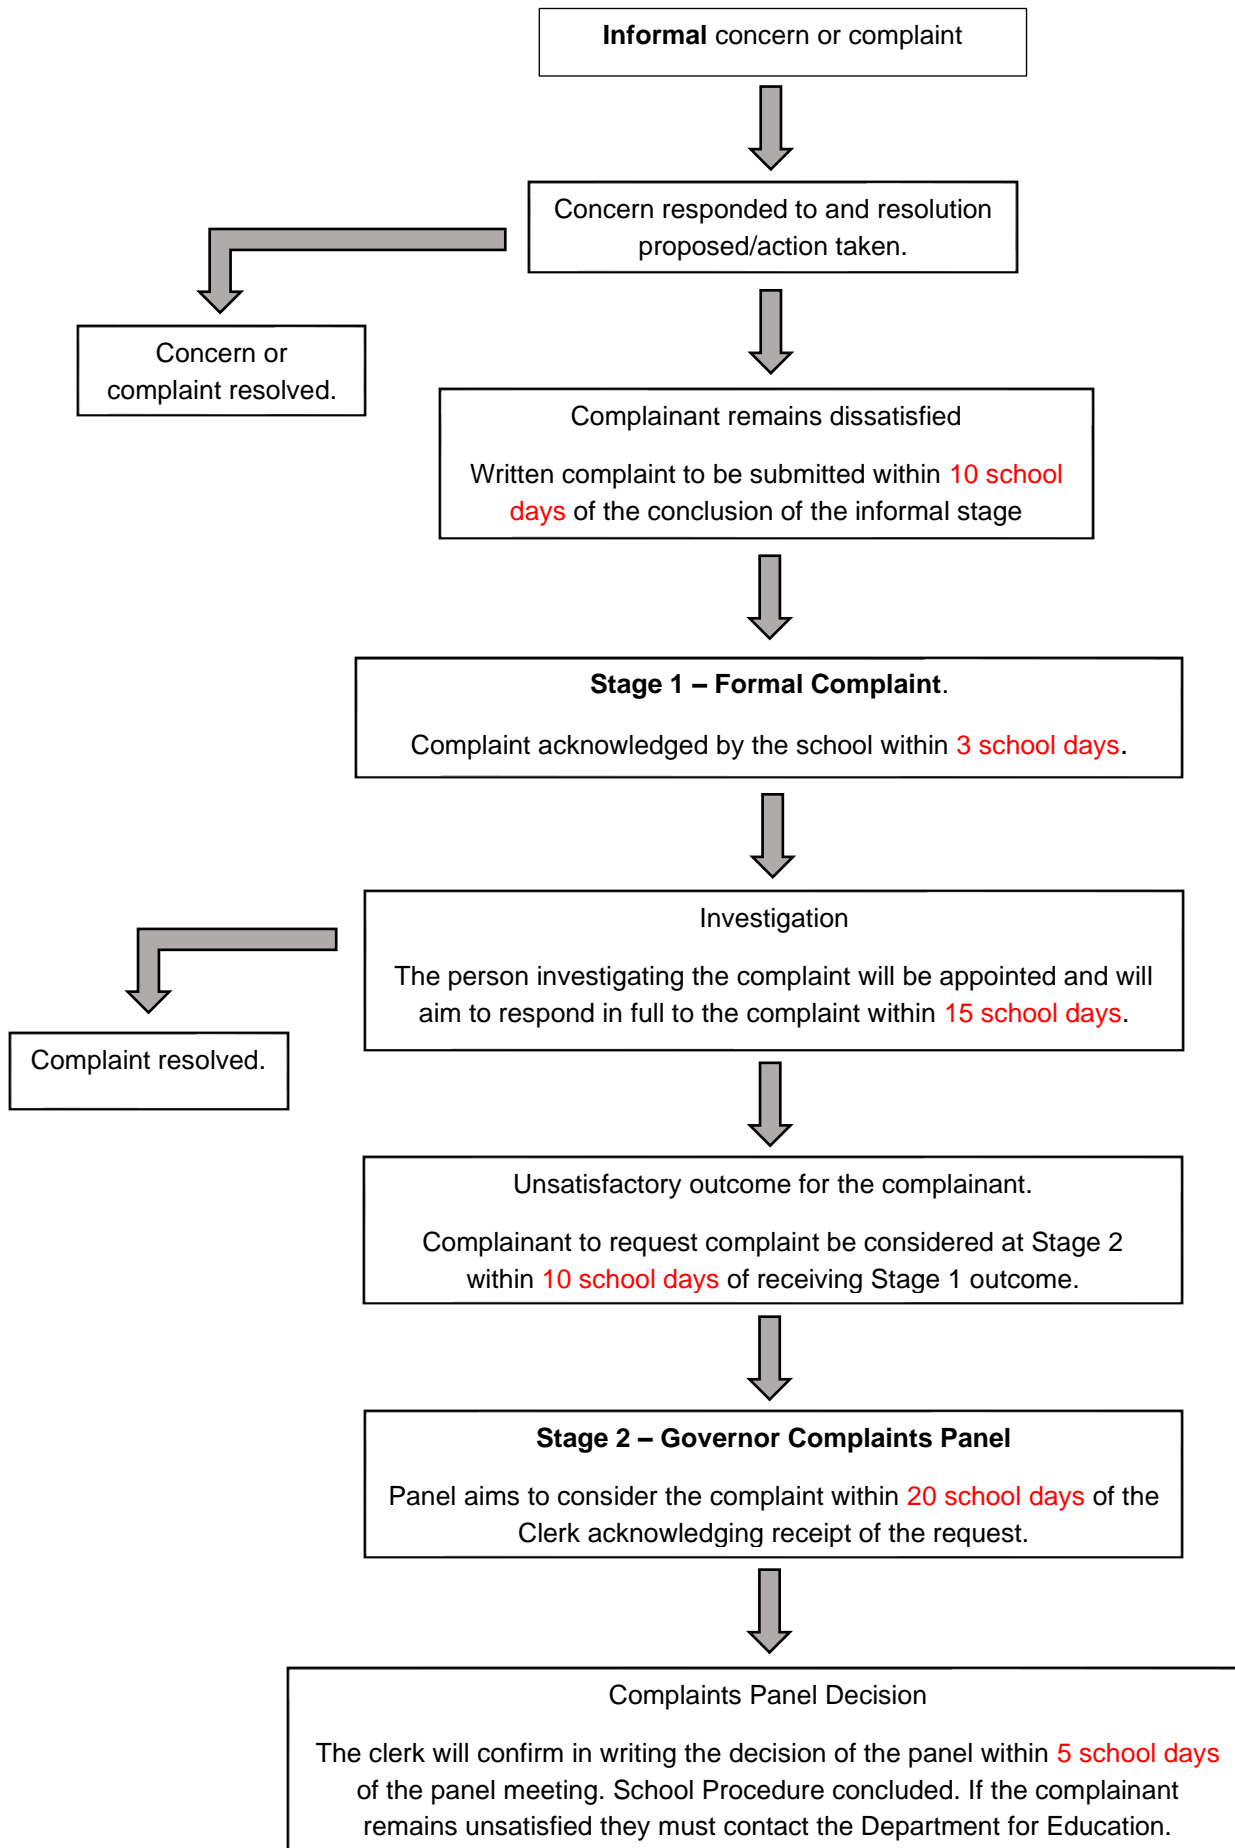 Informal concern or complaint
Concern responded to and resolution
proposed/action taken.
Concern or
complaint resolved.
Complainant remains dissatisfied
Written complaint to be submitted within 10 school
days of the conclusion of the informal stage
Stage 1 – Formal Complaint.
Complaint acknowledged by the school within 3 school days.
Investigation
The person investigating the complaint will be appointed and will
aim to respond in full to the complaint within 15 school days.
Complaint resolved.
Unsatisfactory outcome for the complainant.
Complainant to request complaint be considered at Stage 2
within 10 school days of receiving Stage 1 outcome.
Stage 2 – Governor Complaints Panel
Panel aims to consider the complaint within 20 school days of the
Clerk acknowledging receipt of the request.
Complaints Panel Decision
The clerk will confirm in writing the decision of the panel within 5 school days
of the panel meeting. School Procedure concluded. If the complainant
remains unsatisfied they must contact the Department for Education.